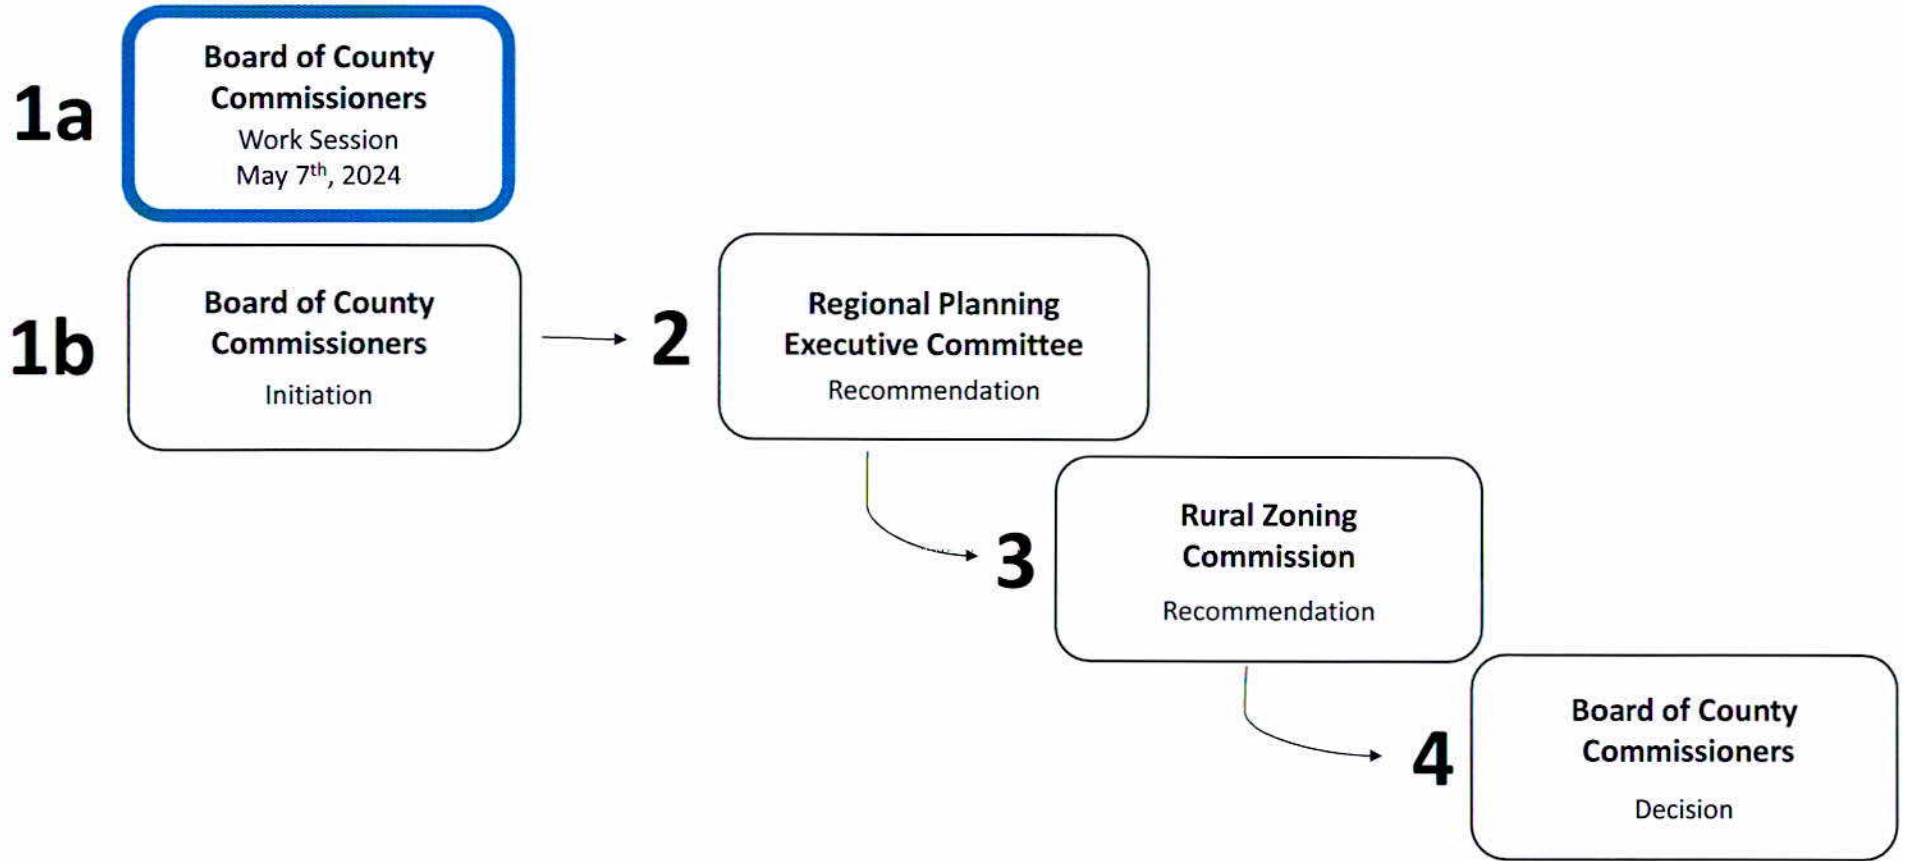 1a
Board of County
Commissioners
Work Session
May 7th, 2024
1b
Board of County
Commissioners
Initiation
2
Regional Planning
Executive Committee
Recommendation
3
Rural Zoning
Commission
Recommendation
4
Board of County
Commissioners
Decision